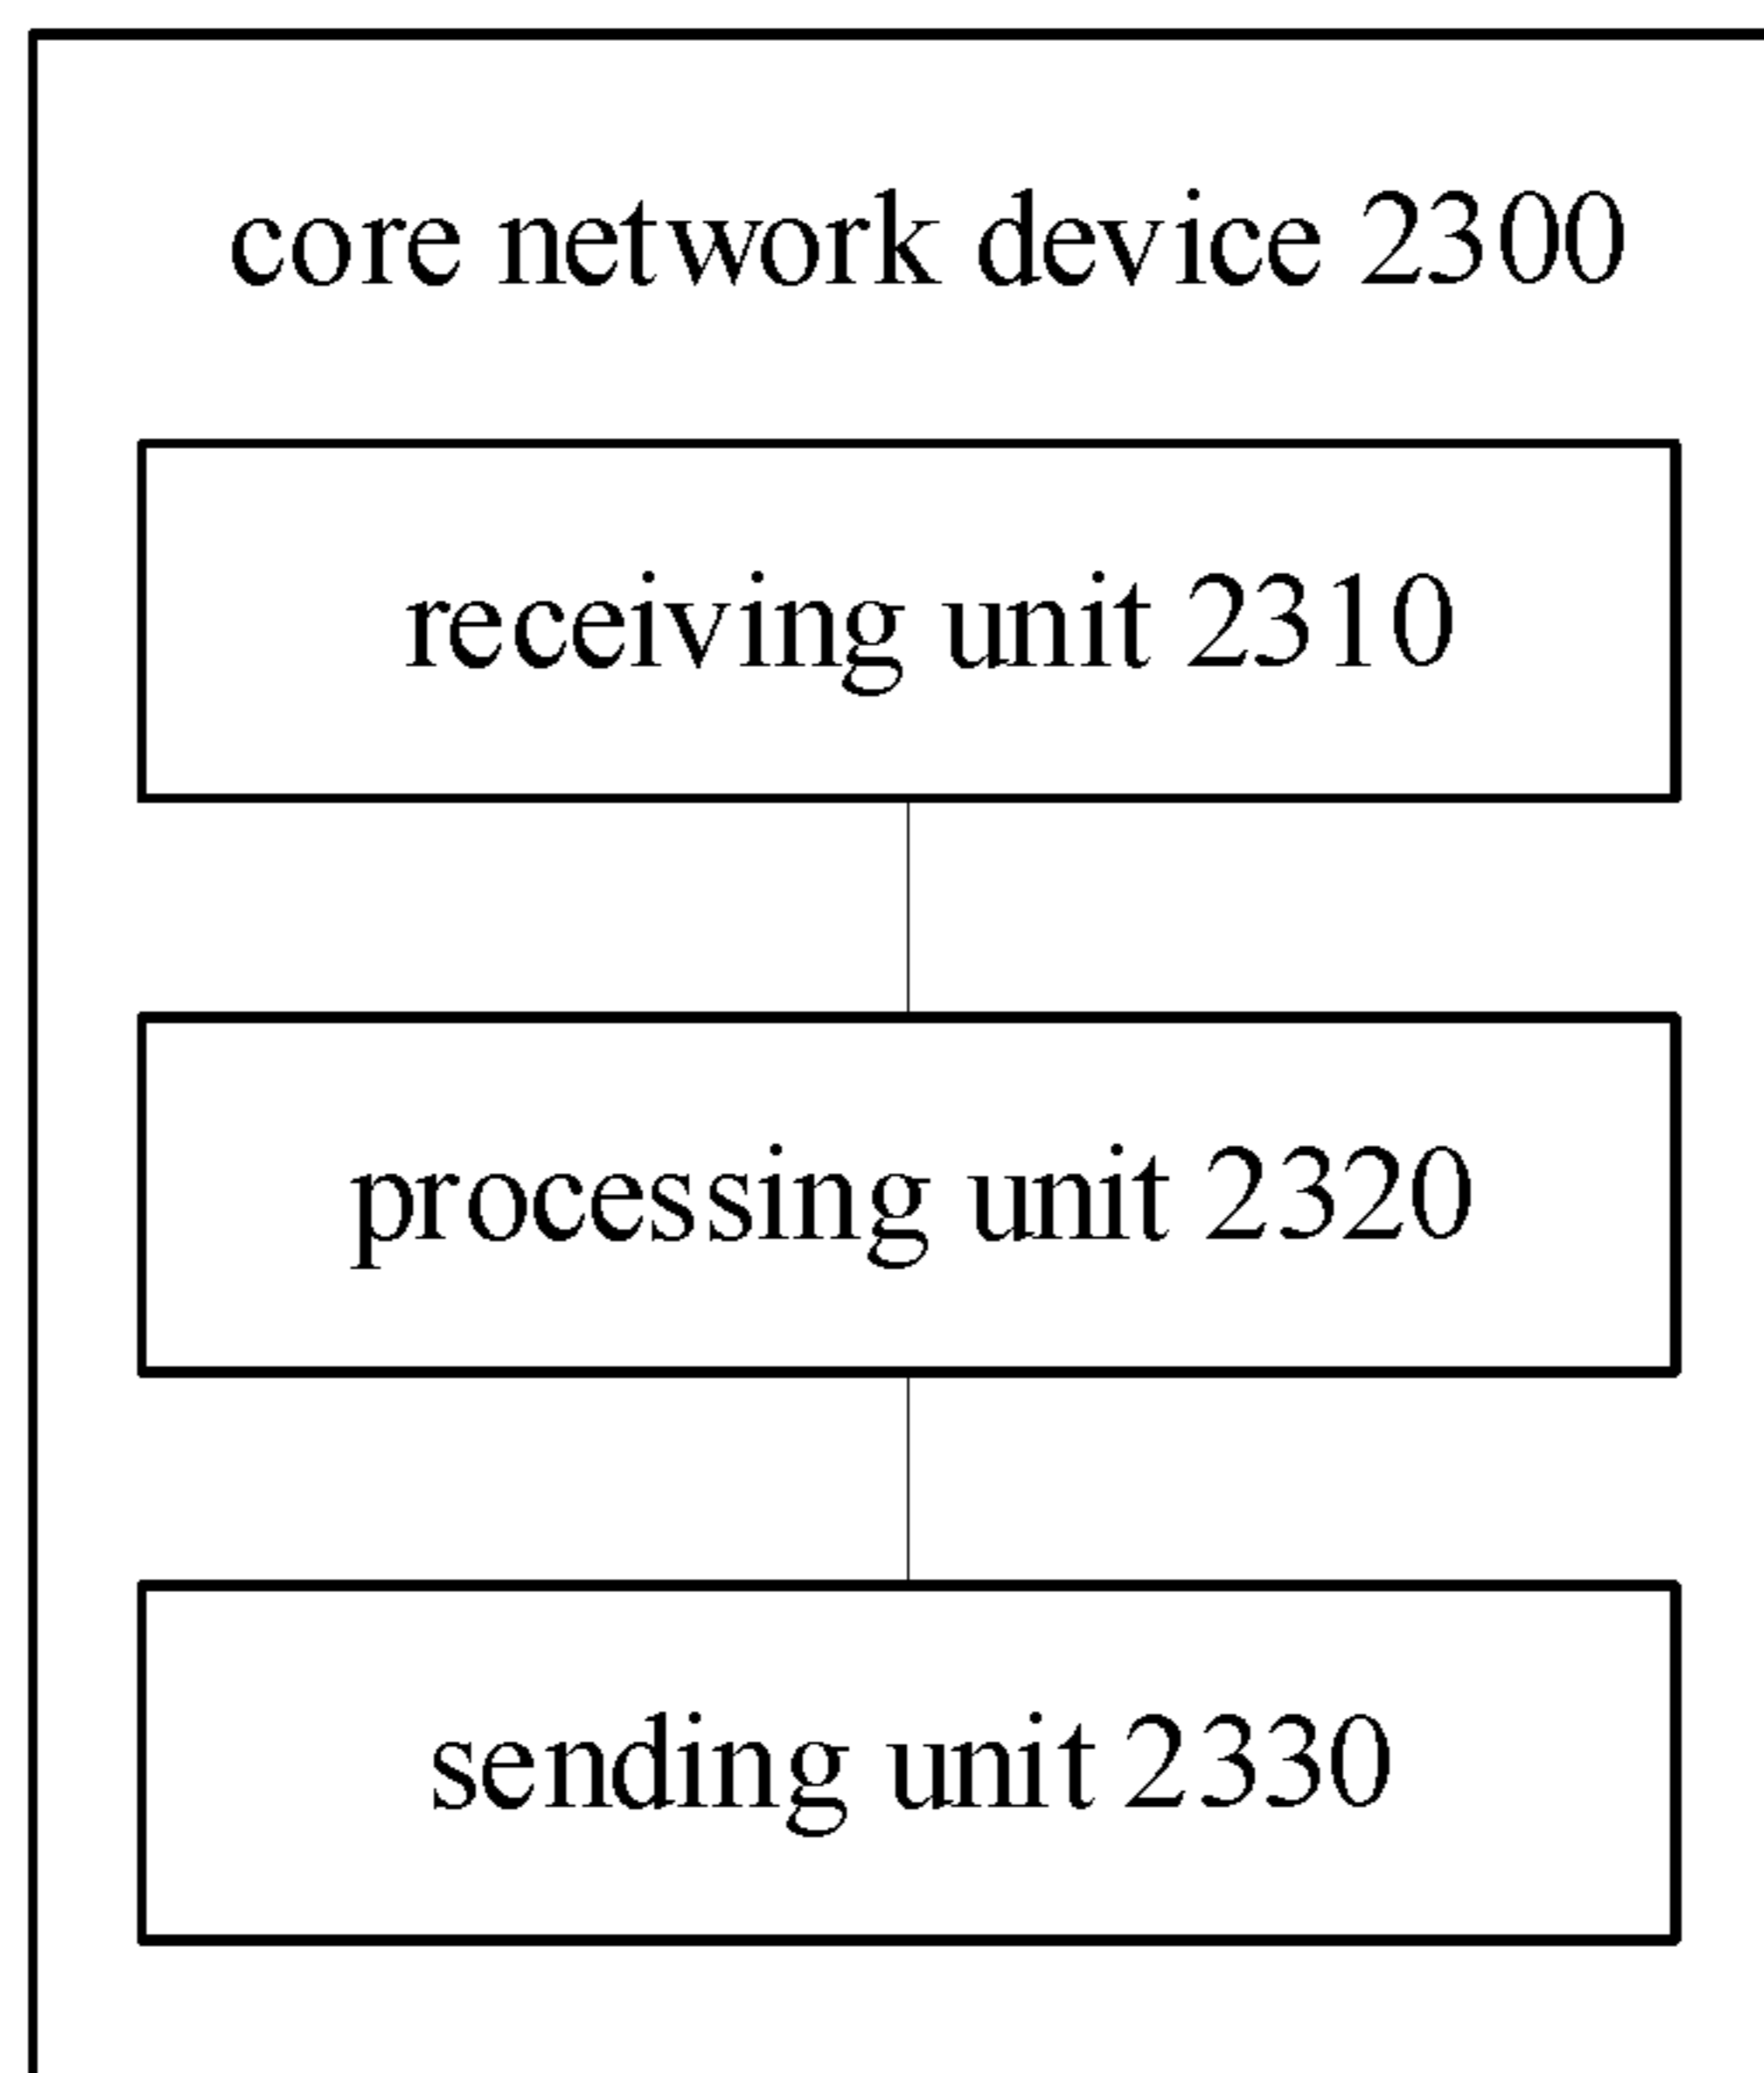 core network device 2300
receiving unit 2310
processing unit 2320
sending unit 2330